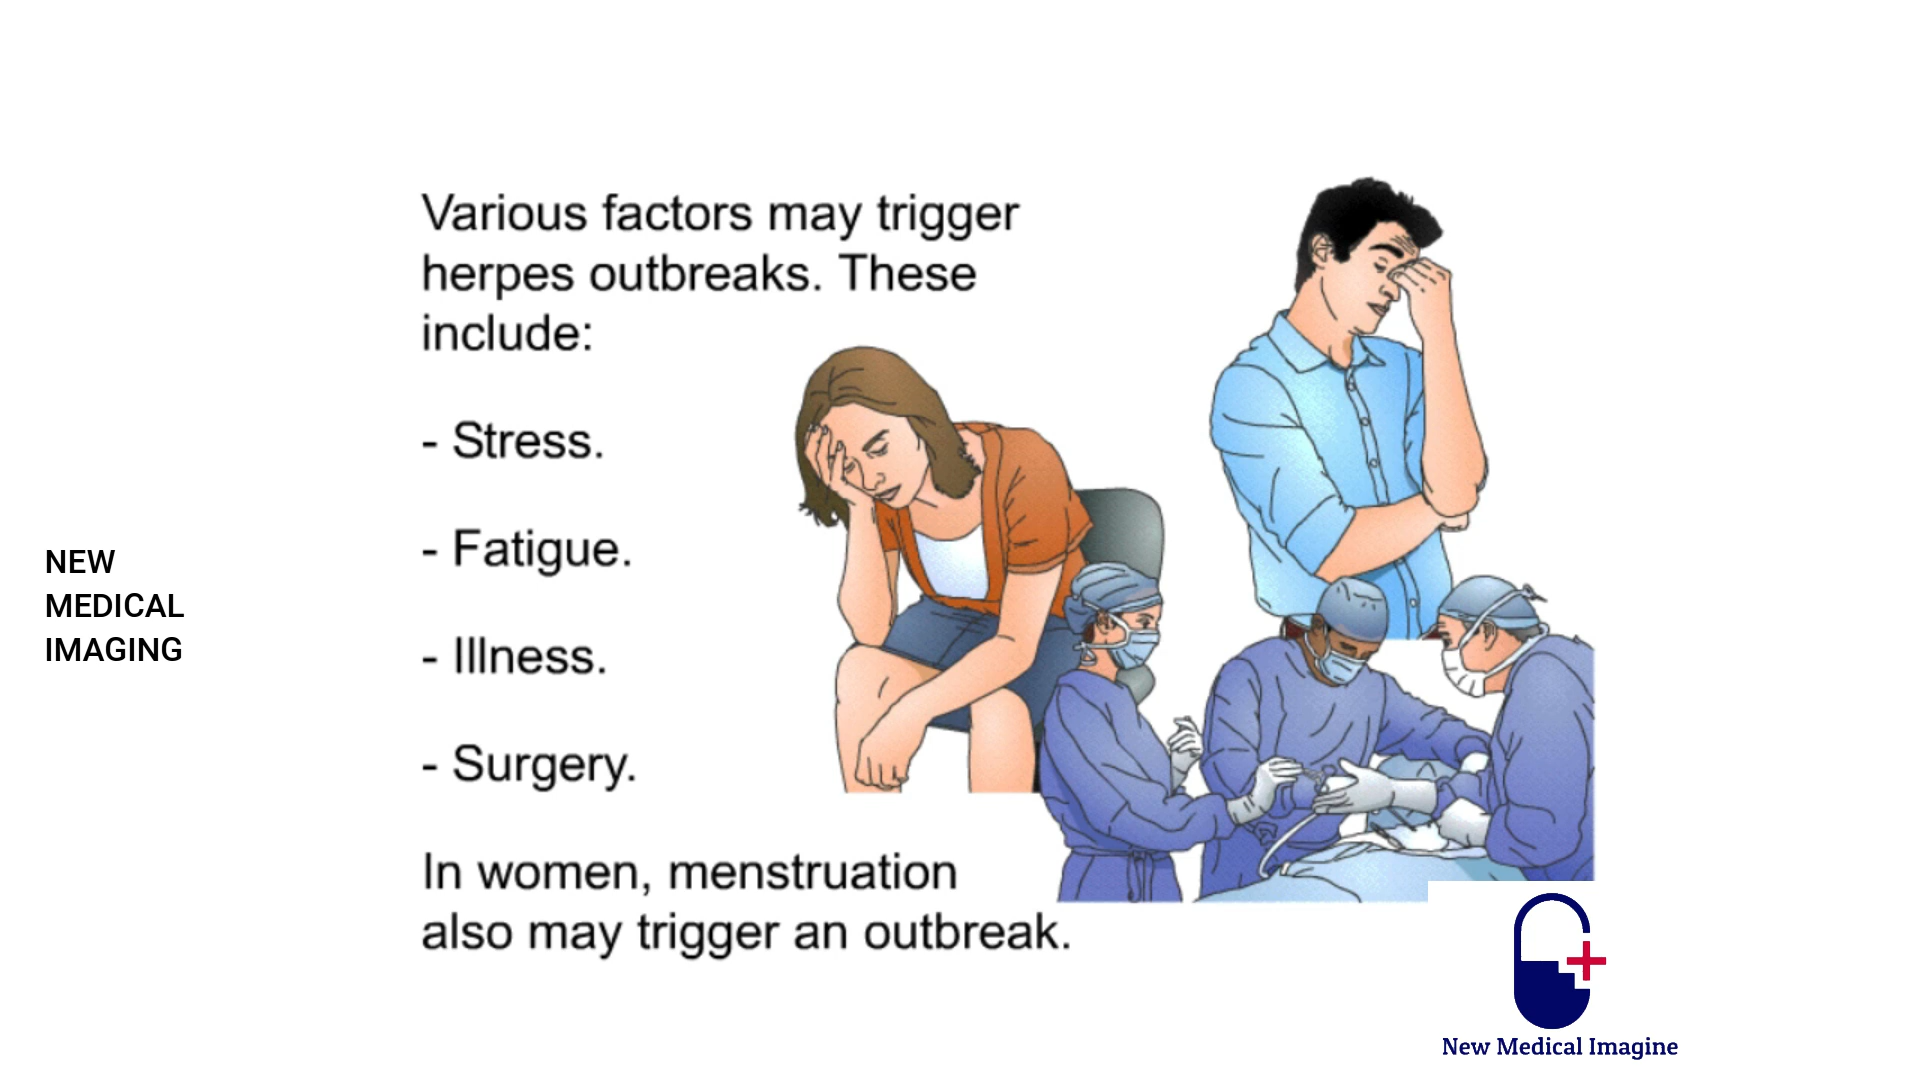 Various factors may trigger
herpes outbreaks. These
include:
- Stress.
- Fatigue.
- Illness.
- Surgery.
In women, menstruation
also may trigger an outbreak.
NEW
MEDICAL
IMAGING
New Medical Imagine